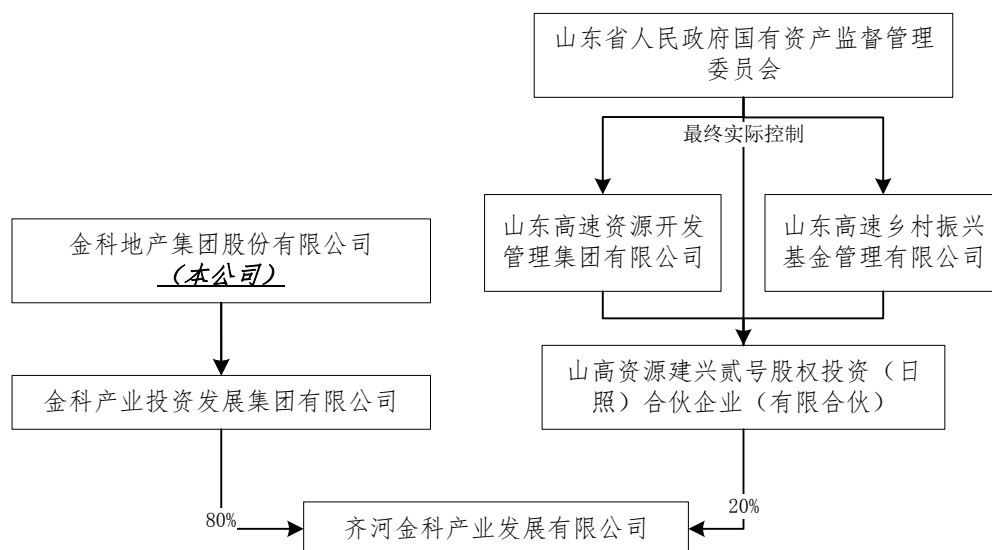 山东省人民政府国有资产监督管理
委员会
最终实际控制
山东高速资源开发
管理集团有限公司
山东高速乡村振兴
基金管理有限公司
金科地产集团股份有限公司
（本公司）
金科产业投资发展集团有限公司
山高资源建兴贰号股权投资（日
照）合伙企业（有限合伙）
80%
20%
齐河金科产业发展有限公司